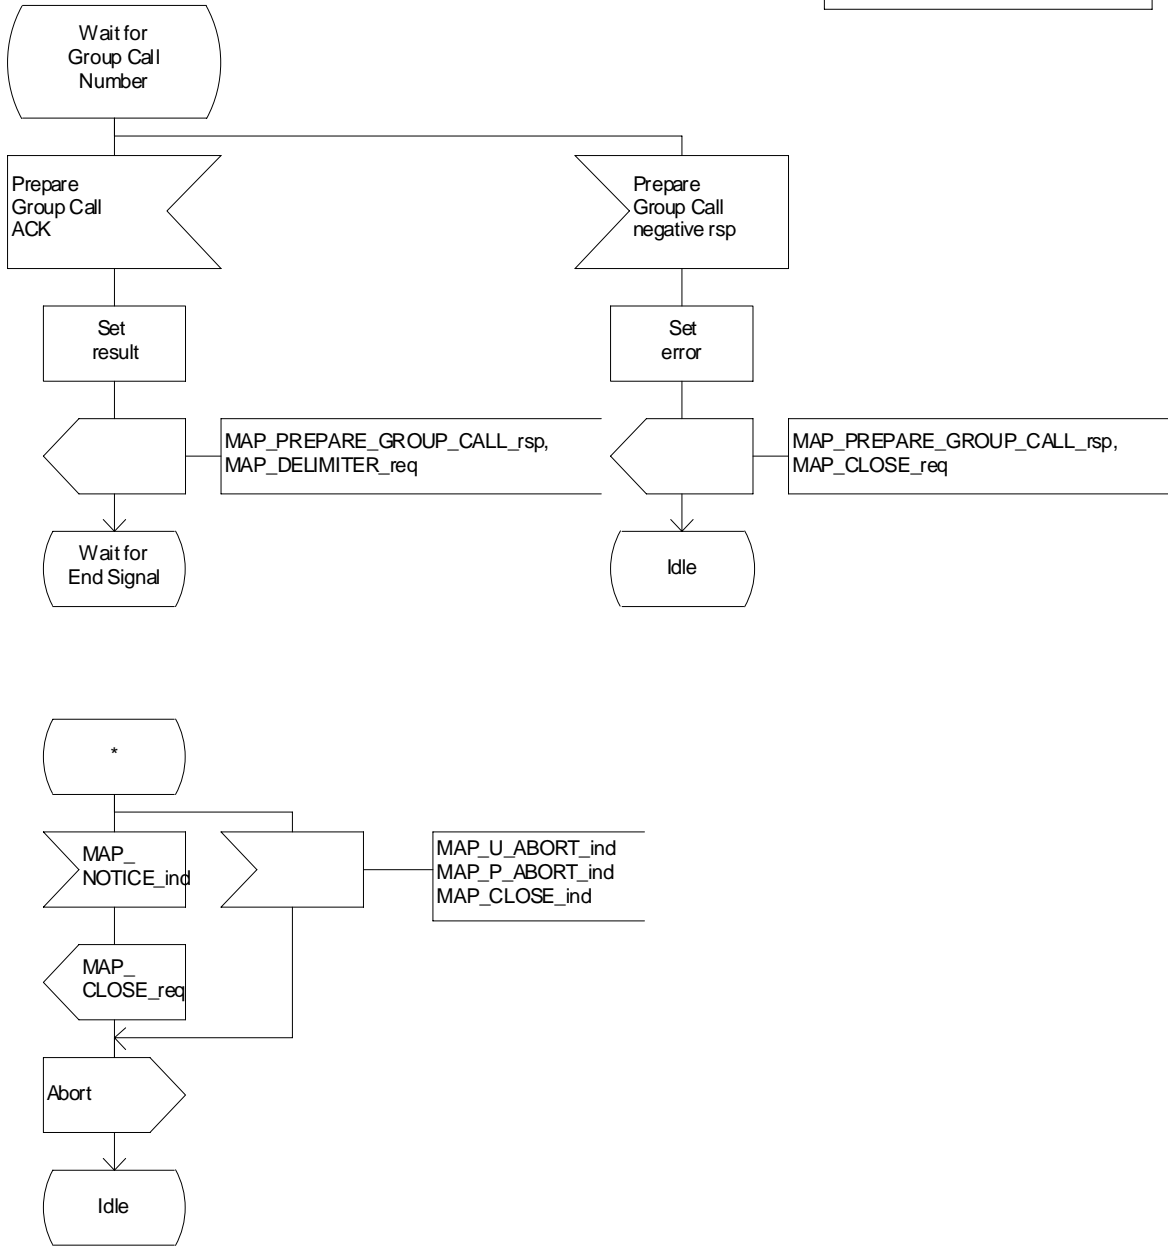 Wait for
Group Call
Number
Prepare
Group Call
ACK
Prepare
Group Call
negative rsp
Set
result
Set
error
MAP_PREPARE_GROUP_CALL_rsp,
MAP_DELIMITER_req
MAP_PREPARE_GROUP_CALL_rsp,
MAP_CLOSE_req
Wait for
End Signal
Idle
*
MAP_
NOTICE_ind
MAP_U_ABORT_ind
MAP_P_ABORT_ind
MAP_CLOSE_ind
MAP_
CLOSE_req
Abort
Idle